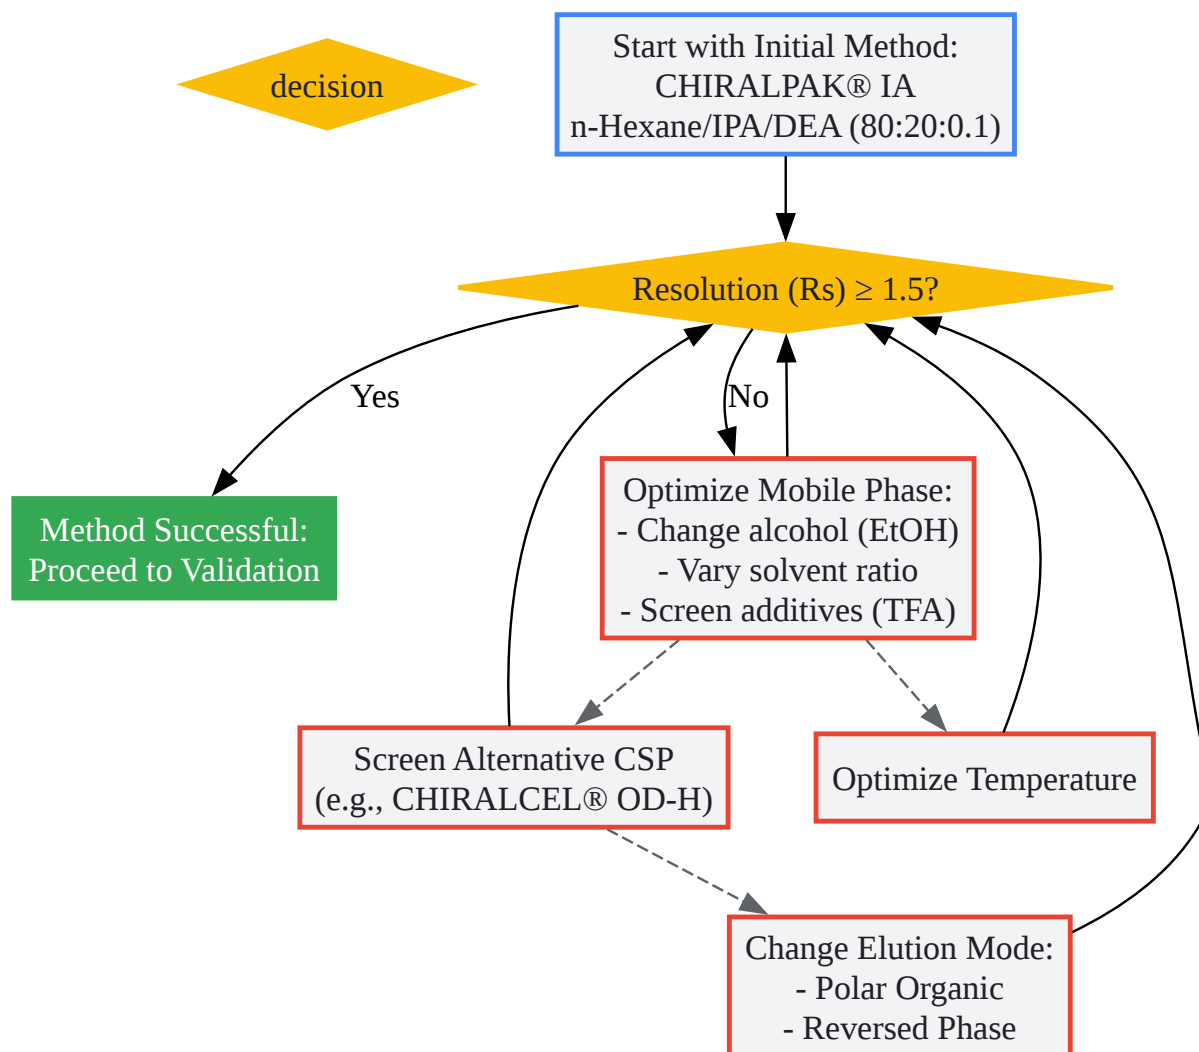 decision
Start with Initial Method:
CHIRALPAK® IA
n-Hexane/IPA/DEA (80:20:0.1)
Resolution (Rs) ≥ 1.5?
Yes
No
Method Successful:
Proceed to Validation
Optimize Mobile Phase:
- Change alcohol (EtOH)
- Vary solvent ratio
- Screen additives (TFA)
Screen Alternative CSP
(e.g., CHIRALCEL® OD-H)
Optimize Temperature
Change Elution Mode:
- Polar Organic
- Reversed Phase